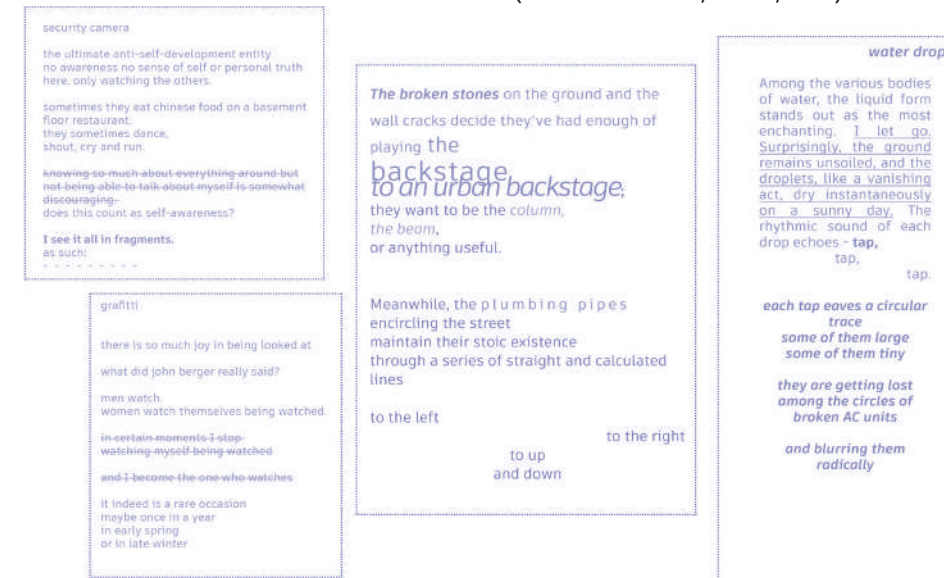 security camera
the ultimate anti-self-development entity
no awareness no sense of self or personal truth
here, only watching the others.
sometimes they eat chinese food on a basement
floor restaurant.
they sometimes dance,
shout, cry and run.
knowing so much about everything around but
not being able to talk about myself is somewhat
discouraging.
does this count as self-awareness?
I see it all in fragments.
as such:
- - - - - - - - -
grafitti
there is so much joy in being looked at
what did john berger really said?
men watch.
women watch themselves being watched.
in certain moments I stop
watching myself being watched
and I become the one who watches
it indeed is a rare occasion
maybe once in a year
in early spring
or in late winter
The broken stones on the ground and the
wall cracks decide they've had enough of
playing the
backstage
to an urban backstage;
they want to be the column,
the beam,
or anything useful.
Meanwhile, the plumbing pipes
encircling the street
maintain their stoic existence
through a series of straight and calculated
lines
to the left
to the right
to up
and down
water drop
Among the various bodies
of water, the liquid form
stands out as the most
enchanting. I let go.
Surprisingly, the ground
remains unsoiled, and the
droplets, like a vanishing
act, dry instantaneously
on a sunny day. The
rhythmic sound of each
drop echoes - tap,
tap,
tap.
each tap eaves a circular
trace
some of them large
some of them tiny
they are getting lost
among the circles of
broken AC units
and blurring them
radically